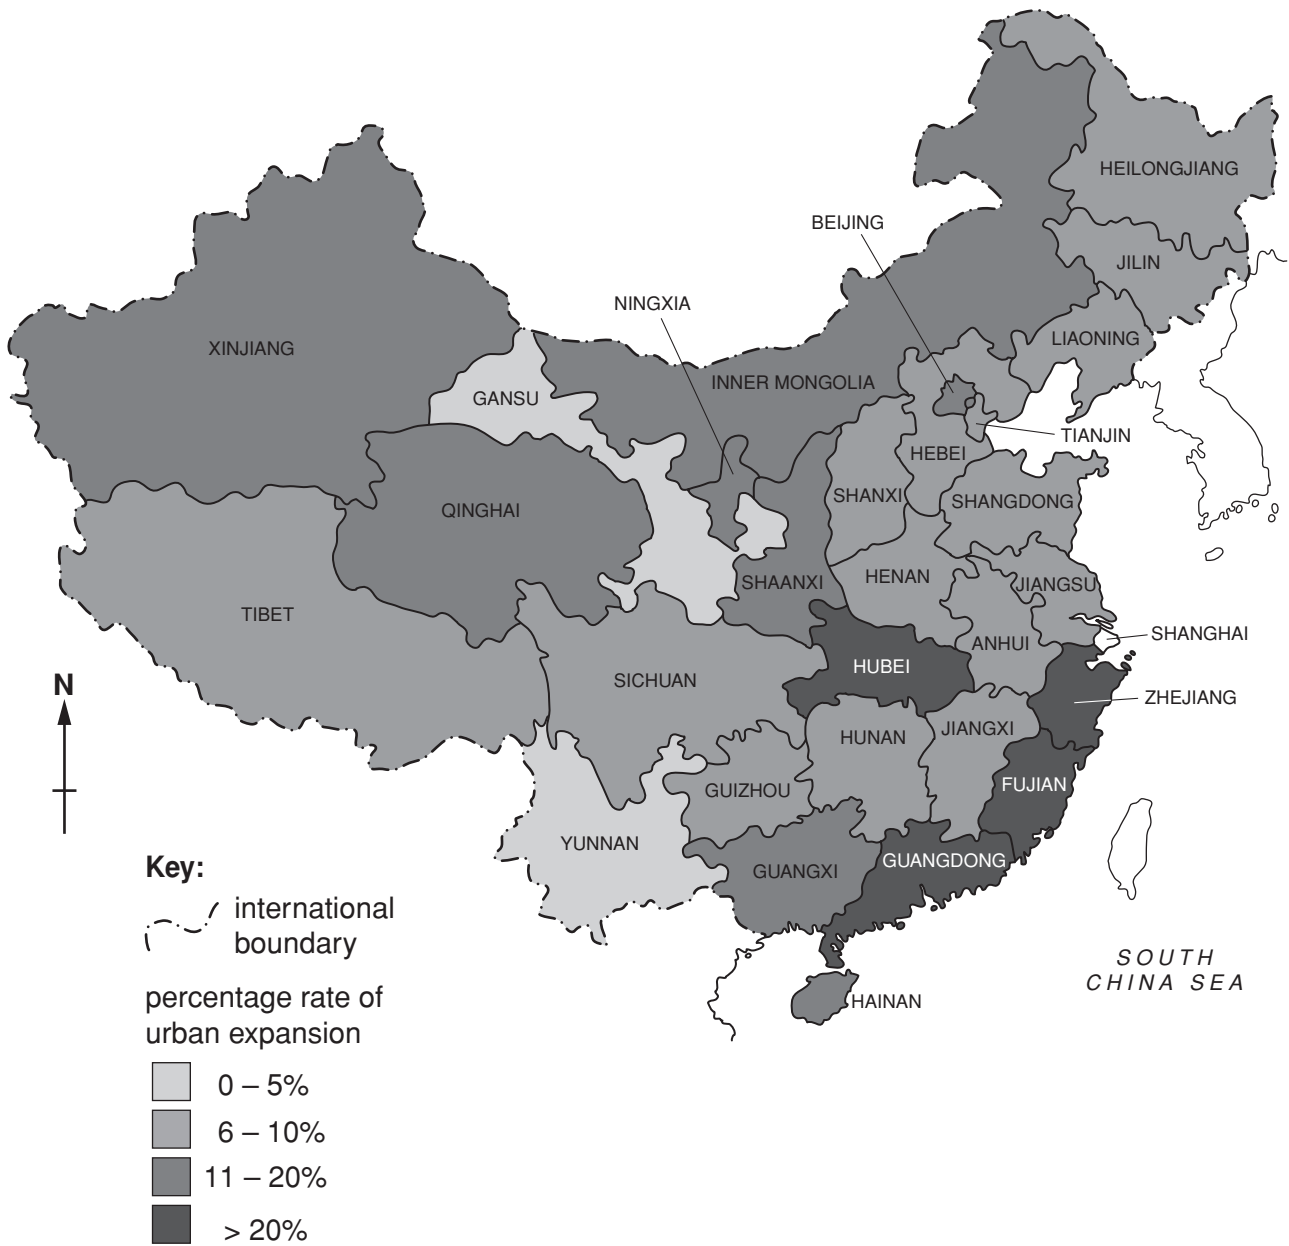 HEILONGJIANG
BEIJING
JILIN
NINGXIA
LIAONING
XINJIANG
INNER MONGOLIA
GANSU
TIANJIN
HEBEI
SHANXI
SHANGDONG
QINGHAI
HENAN
SHAANXI
JIANGSU
TIBET
SHANGHAI
ANHUI
HUBEI
SICHUAN
N
ZHEJIANG
JIANGXI
HUNAN
FUJIAN
GUIZHOU
YUNNAN
GUANGDONG
GUANGXI
Key:
international
boundary
SOUTH
CHINA SEA
percentage rate of
urban expansion
HAINAN
0 – 5%
6 – 10%
11 – 20%
> 20%